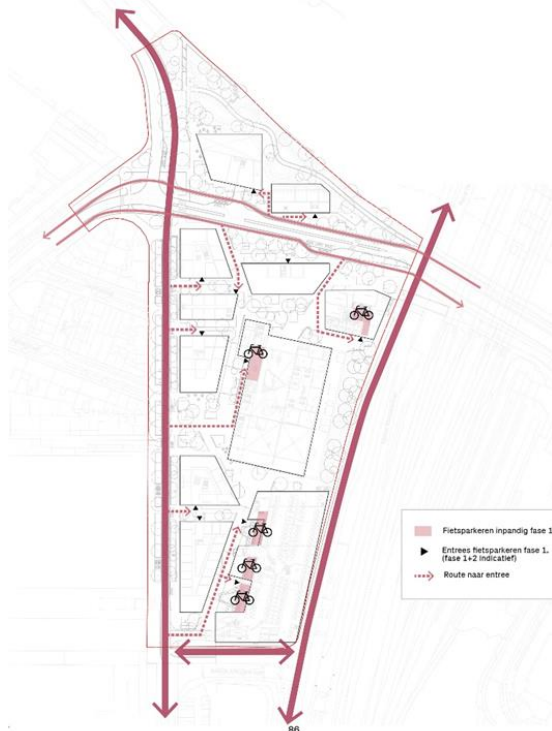 Fietsparkeren inpandig fase 1
Entrees fietsparkeren fase 1,
(fase 1+2 indicatief)
Route naar entree
86